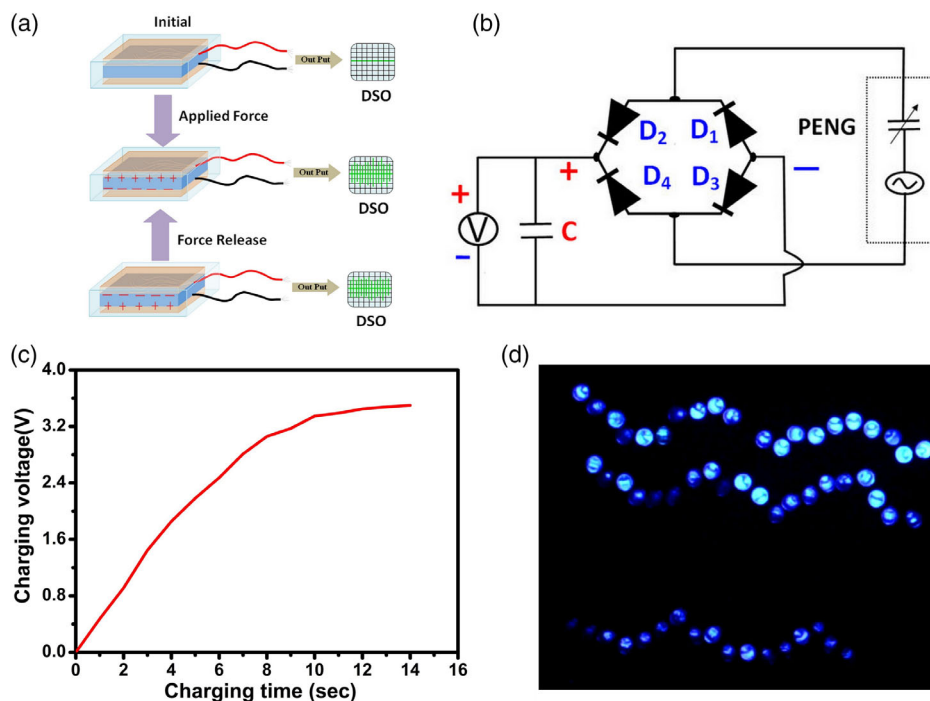 (a)
Initial
Out Put
DSO
Applied Force
+ + + + + + +
Out Put
DSO
Force Release
+ + + + +
Out Put
DSO
(b)
D2 D1
D4 D3
PENG
+
+
−
V
−
C
(c)
4.0
3.2
2.4
1.6
0.8
0.0
0 2 4 6 8 10 12 14 16
Charging voltage(V)
Charging time (sec)
(d)